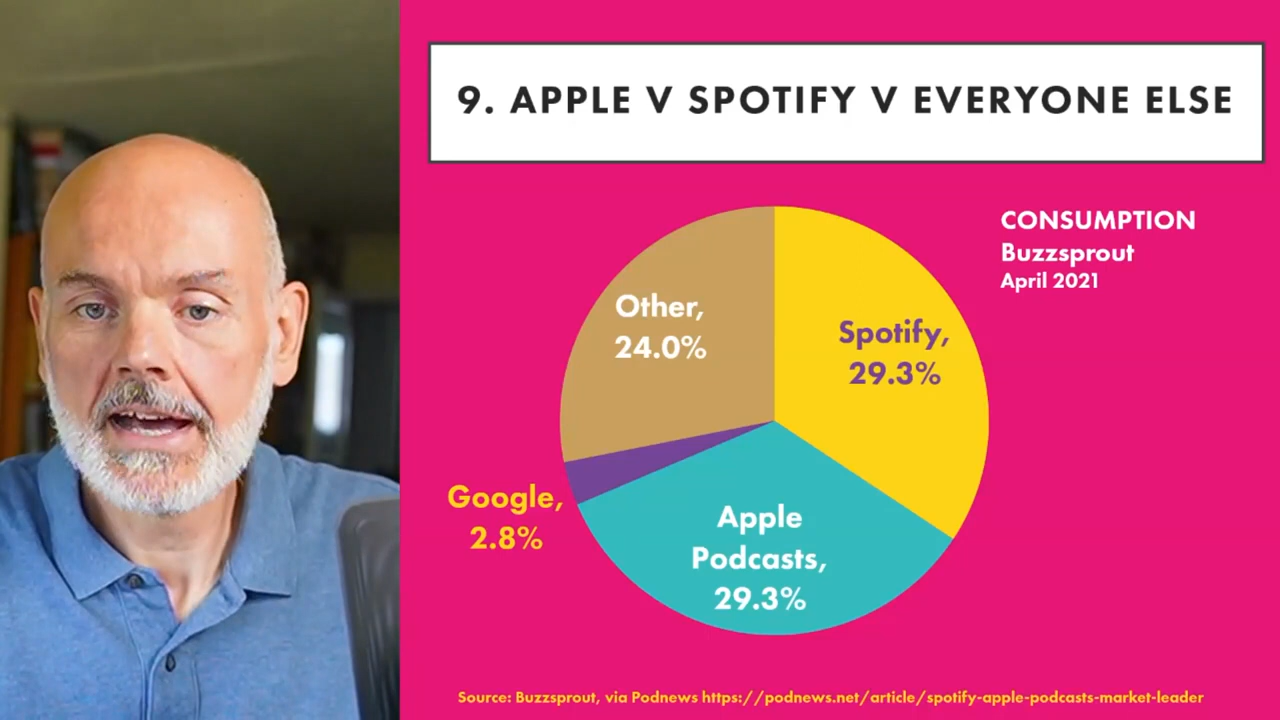 9. APPLE V SPOTIFY V EVERYONE ELSE
CONSUMPTION
Buzzsprout
April 2021
Other,
24.0%
Spotify,
29.3%
Google,
2.8%
Apple
Podcasts,
29.3%
Source: Buzzsprout, via Podnews https://podnews.net/article/spotify-apple-podcasts-market-leader